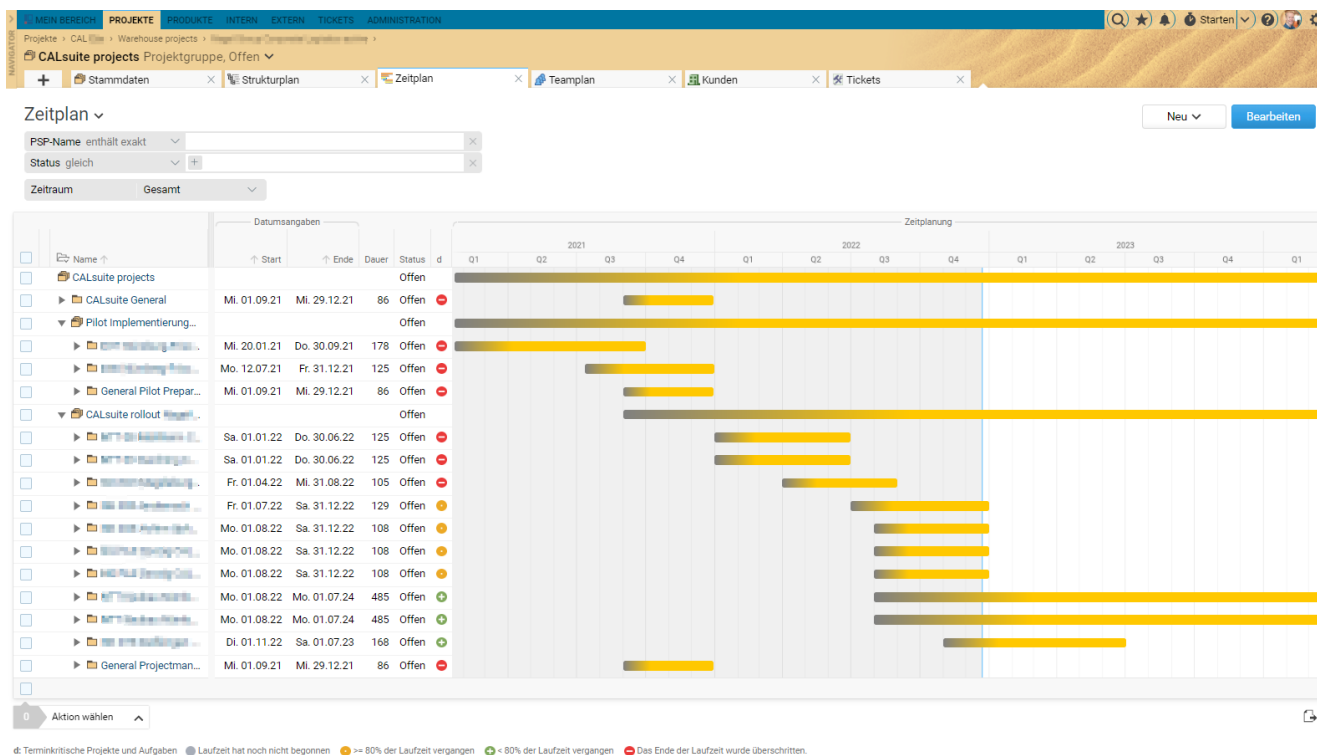 MEIN BEREICH PROJEKTE PRODUKTE INTERN EXTERN TICKETS ADMINISTRATION Starten
NAVIGATOR
Projekte › CAL › Warehouse projects ›
CALsuite projects Projektgruppe, Offen
+ Stammdaten Strukturplan Zeitplan Teamplan Kunden Tickets
Zeitplan
Neu Bearbeiten
PSP-Name enthält exakt
Status gleich
Zeitraum Gesamt
Datumsangaben Zeitplanung
2021 2022 2023
Name Start Ende Dauer Status d Q1 Q2 Q3 Q4 Q1 Q2 Q3 Q4 Q1 Q2 Q3 Q4 Q1
CALsuite projects Offen
CALsuite General Mi. 01.09.21 Mi. 29.12.21 86 Offen
Pilot Implementierung... Offen
Mi. 20.01.21 Do. 30.09.21 178 Offen
Mo. 12.07.21 Fr. 31.12.21 125 Offen
General Pilot Prepar... Mi. 01.09.21 Mi. 29.12.21 86 Offen
CALsuite rollout Offen
Sa. 01.01.22 Do. 30.06.22 125 Offen
Sa. 01.01.22 Do. 30.06.22 125 Offen
Fr. 01.04.22 Mi. 31.08.22 105 Offen
Fr. 01.07.22 Sa. 31.12.22 129 Offen
Mo. 01.08.22 Sa. 31.12.22 108 Offen
Mo. 01.08.22 Sa. 31.12.22 108 Offen
Mo. 01.08.22 Sa. 31.12.22 108 Offen
Mo. 01.08.22 Mo. 01.07.24 485 Offen
Mo. 01.08.22 Mo. 01.07.24 485 Offen
Di. 01.11.22 Sa. 01.07.23 168 Offen
General Projectman... Mi. 01.09.21 Mi. 29.12.21 86 Offen
0 Aktion wählen
d: Terminkritische Projekte und Aufgaben Laufzeit hat noch nicht begonnen >= 80% der Laufzeit vergangen < 80% der Laufzeit vergangen Das Ende der Laufzeit wurde überschritten.